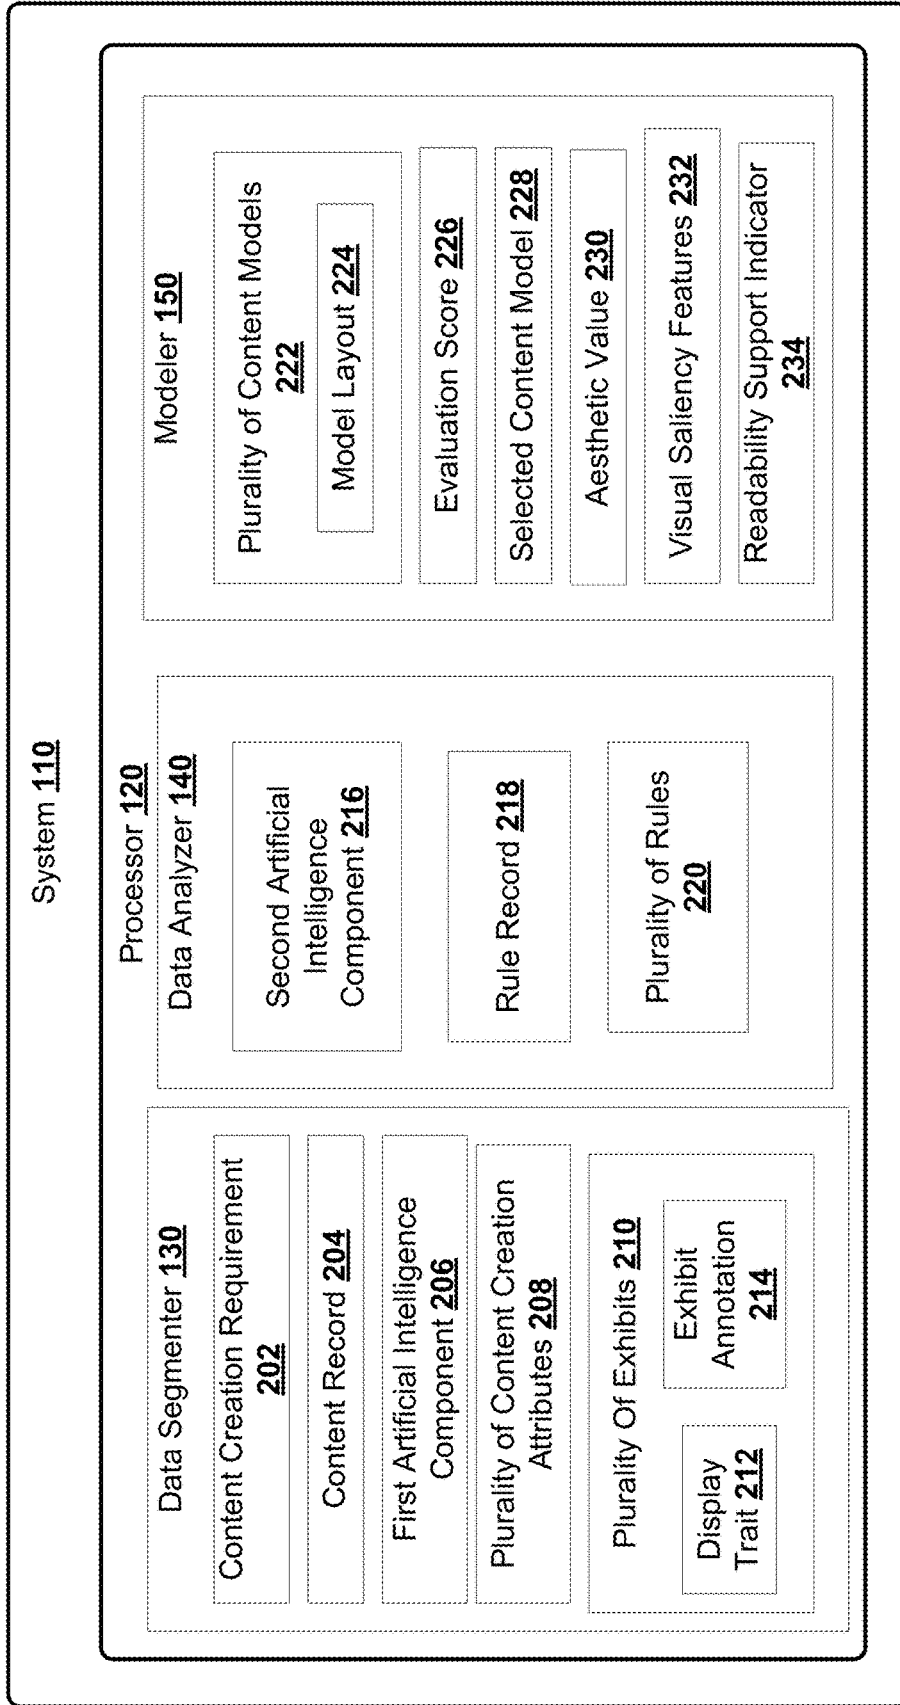 System 110
Processor 120
Data Segmenter 130
Content Creation Requirement
202
Content Record 204
First Artificial Intelligence
Component 206
Plurality of Content Creation
Attributes 208
Plurality Of Exhibits 210
Display
Trait 212
Exhibit
Annotation
214
Data Analyzer 140
Second Artificial
Intelligence
Component 216
Rule Record 218
Plurality of Rules
220
Modeler 150
Plurality of Content Models
222
Model Layout 224
Evaluation Score 226
Selected Content Model 228
Aesthetic Value 230
Visual Saliency Features 232
Readability Support Indicator
234